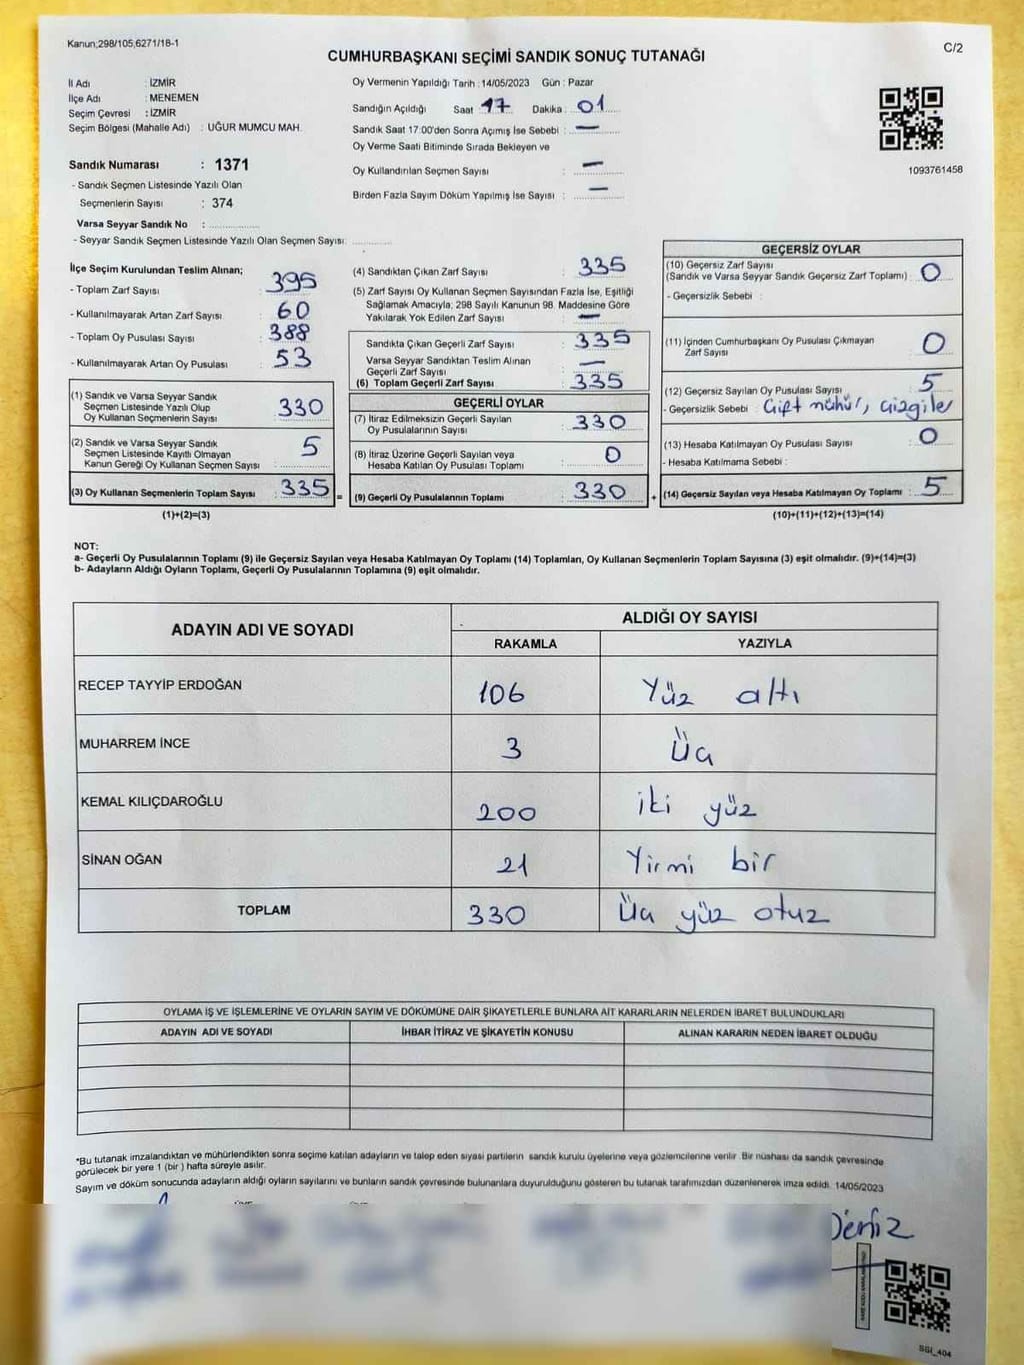 Kanun;298/105,6271/18-1
C/2
CUMHURBAŞKANI SEÇİMİ SANDIK SONUÇ TUTANAĞI
İl Adı : İZMİR
İlçe Adı : MENEMEN
Seçim Çevresi : İZMİR
Seçim Bölgesi (Mahalle Adı) : UĞUR MUMCU MAH.
Sandık Numarası : 1371
- Sandık Seçmen Listesinde Yazılı Olan
Seçmenlerin Sayısı : 374
Varsa Seyyar Sandık No :
- Seyyar Sandık Seçmen Listesinde Yazılı Olan Seçmen Sayısı:
Oy Vermenin Yapıldığı Tarih : 14/05/2023 Gün : Pazar
Sandığın Açıldığı Saat 17 Dakika : 01
Sandık Saat 17:00'den Sonra Açımış İse Sebebi : —
Oy Verme Saati Bitiminde Sırada Bekleyen ve
Oy Kullandırılan Seçmen Sayısı : —
Birden Fazla Sayım Döküm Yapılmış İse Sayısı : —
1093761458
İlçe Seçim Kurulundan Teslim Alınan;
- Toplam Zarf Sayısı : 395
- Kullanılmayarak Artan Zarf Sayısı : 60
- Toplam Oy Pusulası Sayısı : 388
- Kullanılmayarak Artan Oy Pusulası : 53
(1) Sandık ve Varsa Seyyar Sandık
Seçmen Listesinde Yazılı Olup
Oy Kullanan Seçmenlerin Sayısı : 330
(2) Sandık ve Varsa Seyyar Sandık
Seçmen Listesinde Kayıtlı Olmayan
Kanun Gereği Oy Kullanan Seçmen Sayısı : 5
(3) Oy Kullanan Seçmenlerin Toplam Sayısı : 335
(1)+(2)=(3)
(4) Sandıktan Çıkan Zarf Sayısı : 335
(5) Zarf Sayısı Oy Kullanan Seçmen Sayısından Fazla İse, Eşitliği
Sağlamak Amacıyla; 298 Sayılı Kanunun 98. Maddesine Göre
Yakılarak Yok Edilen Zarf Sayısı : —
Sandıkta Çıkan Geçerli Zarf Sayısı : 335
Varsa Seyyar Sandıktan Teslim Alınan
Geçerli Zarf Sayısı : —
(6) Toplam Geçerli Zarf Sayısı : 335
GEÇERLİ OYLAR
(7) İtiraz Edilmeksizin Geçerli Sayılan
Oy Pusulalarının Sayısı : 330
(8) İtiraz Üzerine Geçerli Sayılan veya
Hesaba Katılan Oy Pusulası Toplamı : 0
= (9) Geçerli Oy Pusulalarının Toplamı : 330 +
GEÇERSİZ OYLAR
(10) Geçersiz Zarf Sayısı
(Sandık ve Varsa Seyyar Sandık Geçersiz Zarf Toplamı) : 0
- Geçersizlik Sebebi :
(11) İçinden Cumhurbaşkanı Oy Pusulası Çıkmayan
Zarf Sayısı : 0
(12) Geçersiz Sayılan Oy Pusulası Sayısı : 5
- Geçersizlik Sebebi : Çift mühür, çizgiler
(13) Hesaba Katılmayan Oy Pusulası Sayısı : 0
- Hesaba Katılmama Sebebi :
(14) Geçersiz Sayılan veya Hesaba Katılmayan Oy Toplamı : 5
(10)+(11)+(12)+(13)=(14)
NOT:
a- Geçerli Oy Pusulalarının Toplamı (9) ile Geçersiz Sayılan veya Hesaba Katılmayan Oy Toplamı (14) Toplamları, Oy Kullanan Seçmenlerin Toplam Sayısına (3) eşit olmalıdır. (9)+(14)=(3)
b- Adayların Aldığı Oyların Toplamı, Geçerli Oy Pusulalarının Toplamına (9) eşit olmalıdır.
ADAYIN ADI VE SOYADI
ALDIĞI OY SAYISI
RAKAMLA YAZIYLA
RECEP TAYYİP ERDOĞAN 106 Yüz altı
MUHARREM İNCE 3 Üç
KEMAL KILIÇDAROĞLU 200 iki yüz
SİNAN OĞAN 21 Yirmi bir
TOPLAM 330 Üç yüz otuz
OYLAMA İŞ VE İŞLEMLERİNE VE OYLARIN SAYIM VE DÖKÜMÜNE DAİR ŞİKAYETLERLE BUNLARA AİT KARARLARIN NELERDEN İBARET BULUNDUKLARI
ADAYIN ADI VE SOYADI İHBAR İTİRAZ VE ŞİKAYETİN KONUSU ALINAN KARARIN NEDEN İBARET OLDUĞU
*Bu tutanak imzalandıktan ve mühürlendikten sonra seçime katılan adayların ve talep eden siyasi partilerin sandık kurulu üyelerine veya gözlemcilerine verilir. Bir nüshası da sandık çevresinde
görülecek bir yere 1 (bir) hafta süreyle asılır.
Sayım ve döküm sonucunda adayların aldığı oyların sayılarını ve bunların sandık çevresinde bulunanlara duyurulduğunu gösteren bu tutanak tarafımızdan düzenlenerek imza edildi. 14/05/2023
Deniz
SGI_404